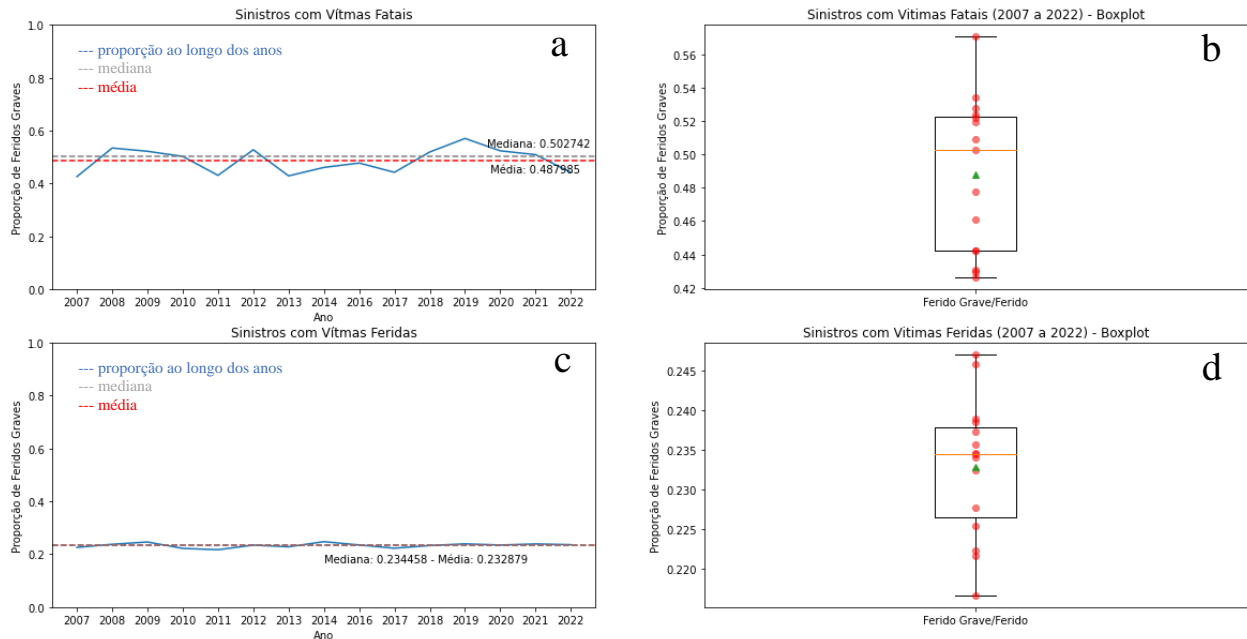 Sinistros com Vítmas Fatais
a
--- proporção ao longo dos anos
--- mediana
--- média
Mediana: 0.502742
Média: 0.487985
Proporção de Feridos Graves
1.0
0.8
0.6
0.4
0.2
0.0
2007 2008 2009 2010 2011 2012 2013 2014 2016 2017 2018 2019 2020 2021 2022
Ano
Sinistros com Vitimas Fatais (2007 a 2022) - Boxplot
b
Proporção de Feridos Graves
0.56
0.54
0.52
0.50
0.48
0.46
0.44
0.42
Ferido Grave/Ferido
Sinistros com Vítmas Feridas
c
--- proporção ao longo dos anos
--- mediana
--- média
Mediana: 0.234458 - Média: 0.232879
Proporção de Feridos Graves
1.0
0.8
0.6
0.4
0.2
0.0
2007 2008 2009 2010 2011 2012 2013 2014 2016 2017 2018 2019 2020 2021 2022
Ano
Sinistros com Vitimas Feridas (2007 a 2022) - Boxplot
d
Proporção de Feridos Graves
0.245
0.240
0.235
0.230
0.225
0.220
Ferido Grave/Ferido